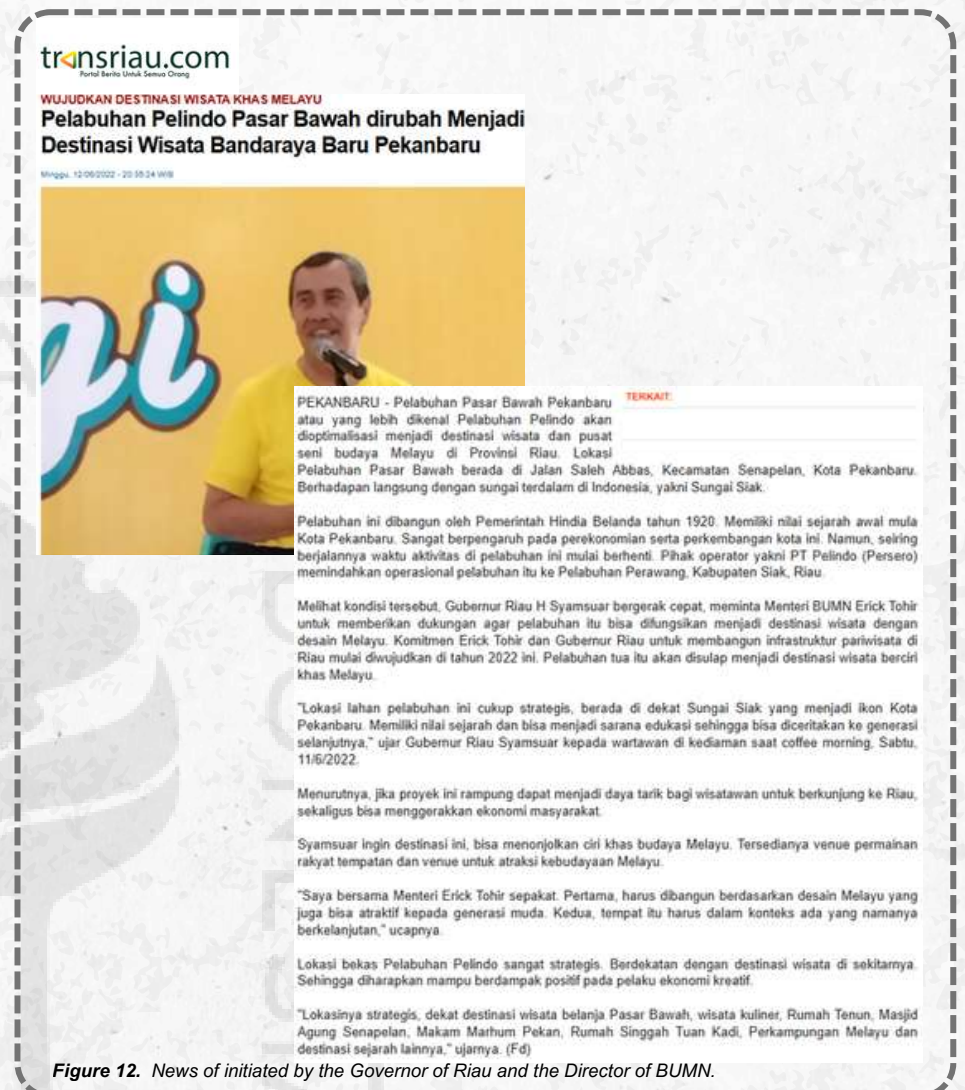 transriau.com
Portal Berita Untuk Semua Orang
WUJUDKAN DESTINASI WISATA KHAS MELAYU
Pelabuhan Pelindo Pasar Bawah dirubah Menjadi
Destinasi Wisata Bandaraya Baru Pekanbaru
Minggu, 12/06/2022 - 20:35:24 WIB
gi
PEKANBARU - Pelabuhan Pasar Bawah Pekanbaru
atau yang lebih dikenal Pelabuhan Pelindo akan
dioptimalisasi menjadi destinasi wisata dan pusat
seni budaya Melayu di Provinsi Riau. Lokasi
TERKAIT:
Pelabuhan Pasar Bawah berada di Jalan Saleh Abbas, Kecamatan Senapelan, Kota Pekanbaru.
Berhadapan langsung dengan sungai terdalam di Indonesia, yakni Sungai Siak.
Pelabuhan ini dibangun oleh Pemerintah Hindia Belanda tahun 1920. Memiliki nilai sejarah awal mula
Kota Pekanbaru. Sangat berpengaruh pada perekonomian serta perkembangan kota ini. Namun, seiring
berjalannya waktu aktivitas di pelabuhan ini mulai berhenti. Pihak operator yakni PT Pelindo (Persero)
memindahkan operasional pelabuhan itu ke Pelabuhan Perawang, Kabupaten Siak, Riau.
Melihat kondisi tersebut, Gubernur Riau H Syamsuar bergerak cepat, meminta Menteri BUMN Erick Tohir
untuk memberikan dukungan agar pelabuhan itu bisa difungsikan menjadi destinasi wisata dengan
desain Melayu. Komitmen Erick Tohir dan Gubernur Riau untuk membangun infrastruktur pariwisata di
Riau mulai diwujudkan di tahun 2022 ini. Pelabuhan tua itu akan disulap menjadi destinasi wisata berciri
khas Melayu.
"Lokasi lahan pelabuhan ini cukup strategis, berada di dekat Sungai Siak yang menjadi ikon Kota
Pekanbaru. Memiliki nilai sejarah dan bisa menjadi sarana edukasi sehingga bisa diceritakan ke generasi
selanjutnya," ujar Gubernur Riau Syamsuar kepada wartawan di kediaman saat coffee morning, Sabtu,
11/6/2022.
Menurutnya, jika proyek ini rampung dapat menjadi daya tarik bagi wisatawan untuk berkunjung ke Riau,
sekaligus bisa menggerakkan ekonomi masyarakat.
Syamsuar ingin destinasi ini, bisa menonjolkan ciri khas budaya Melayu. Tersedianya venue permainan
rakyat tempatan dan venue untuk atraksi kebudayaan Melayu.
"Saya bersama Menteri Erick Tohir sepakat. Pertama, harus dibangun berdasarkan desain Melayu yang
juga bisa atraktif kepada generasi muda. Kedua, tempat itu harus dalam konteks ada yang namanya
berkelanjutan," ucapnya.
Lokasi bekas Pelabuhan Pelindo sangat strategis. Berdekatan dengan destinasi wisata di sekitarnya.
Sehingga diharapkan mampu berdampak positif pada pelaku ekonomi kreatif.
"Lokasinya strategis, dekat destinasi wisata belanja Pasar Bawah, wisata kuliner, Rumah Tenun, Masjid
Agung Senapelan, Makam Marhum Pekan, Rumah Singgah Tuan Kadi, Perkampungan Melayu dan
destinasi sejarah lainnya," ujarnya. (Fd)
Figure 12. News of initiated by the Governor of Riau and the Director of BUMN.